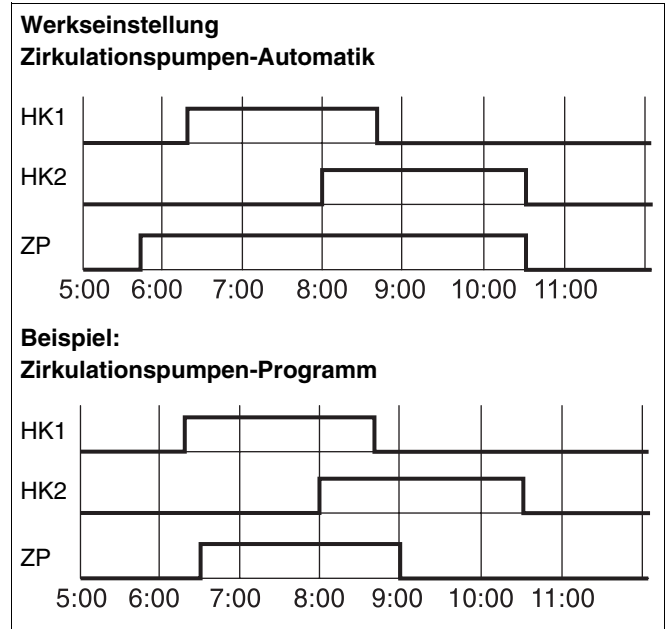 Werkseinstellung
Zirkulationspumpen-Automatik
HK1
HK2
ZP
5:00 6:00 7:00 8:00 9:00 10:00 11:00
Beispiel:
Zirkulationspumpen-Programm
HK1
HK2
ZP
5:00 6:00 7:00 8:00 9:00 10:00 11:00